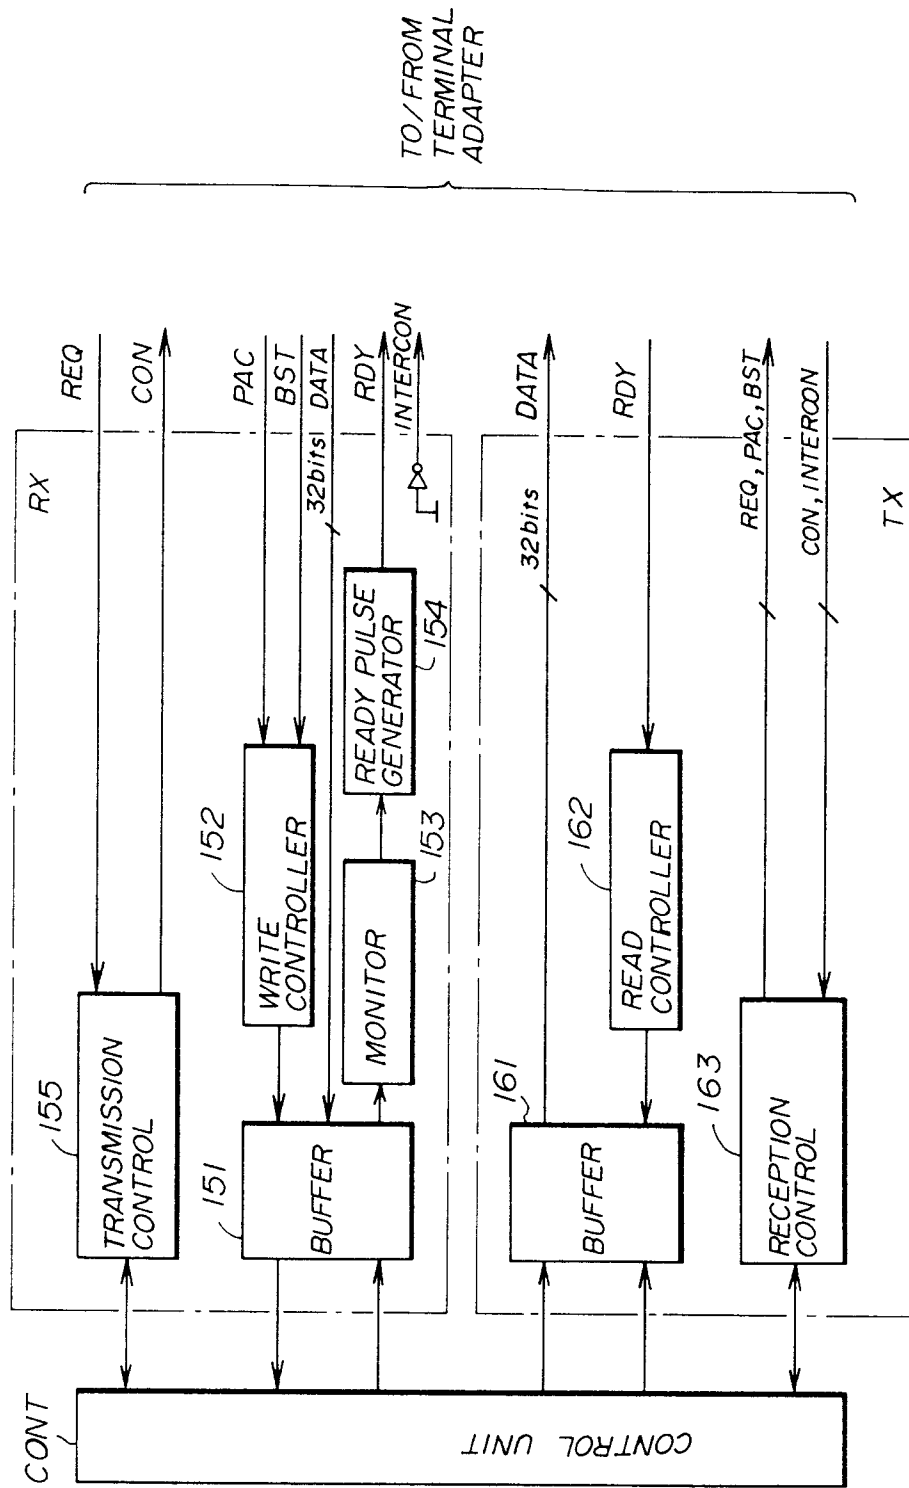 CONT
CONTROL UNIT
RX
155
TRANSMISSION
CONTROL
REQ
CON
151
BUFFER
152
WRITE
CONTROLLER
PAC
BST
DATA
32bits
MONITOR
153
READY PULSE
GENERATOR
154
RDY
INTERCON
161
BUFFER
32bits
DATA
162
READ
CONTROLLER
RDY
163
RECEPTION
CONTROL
REQ, PAC, BST
CON, INTERCON
TX
TO/FROM
TERMINAL
ADAPTER